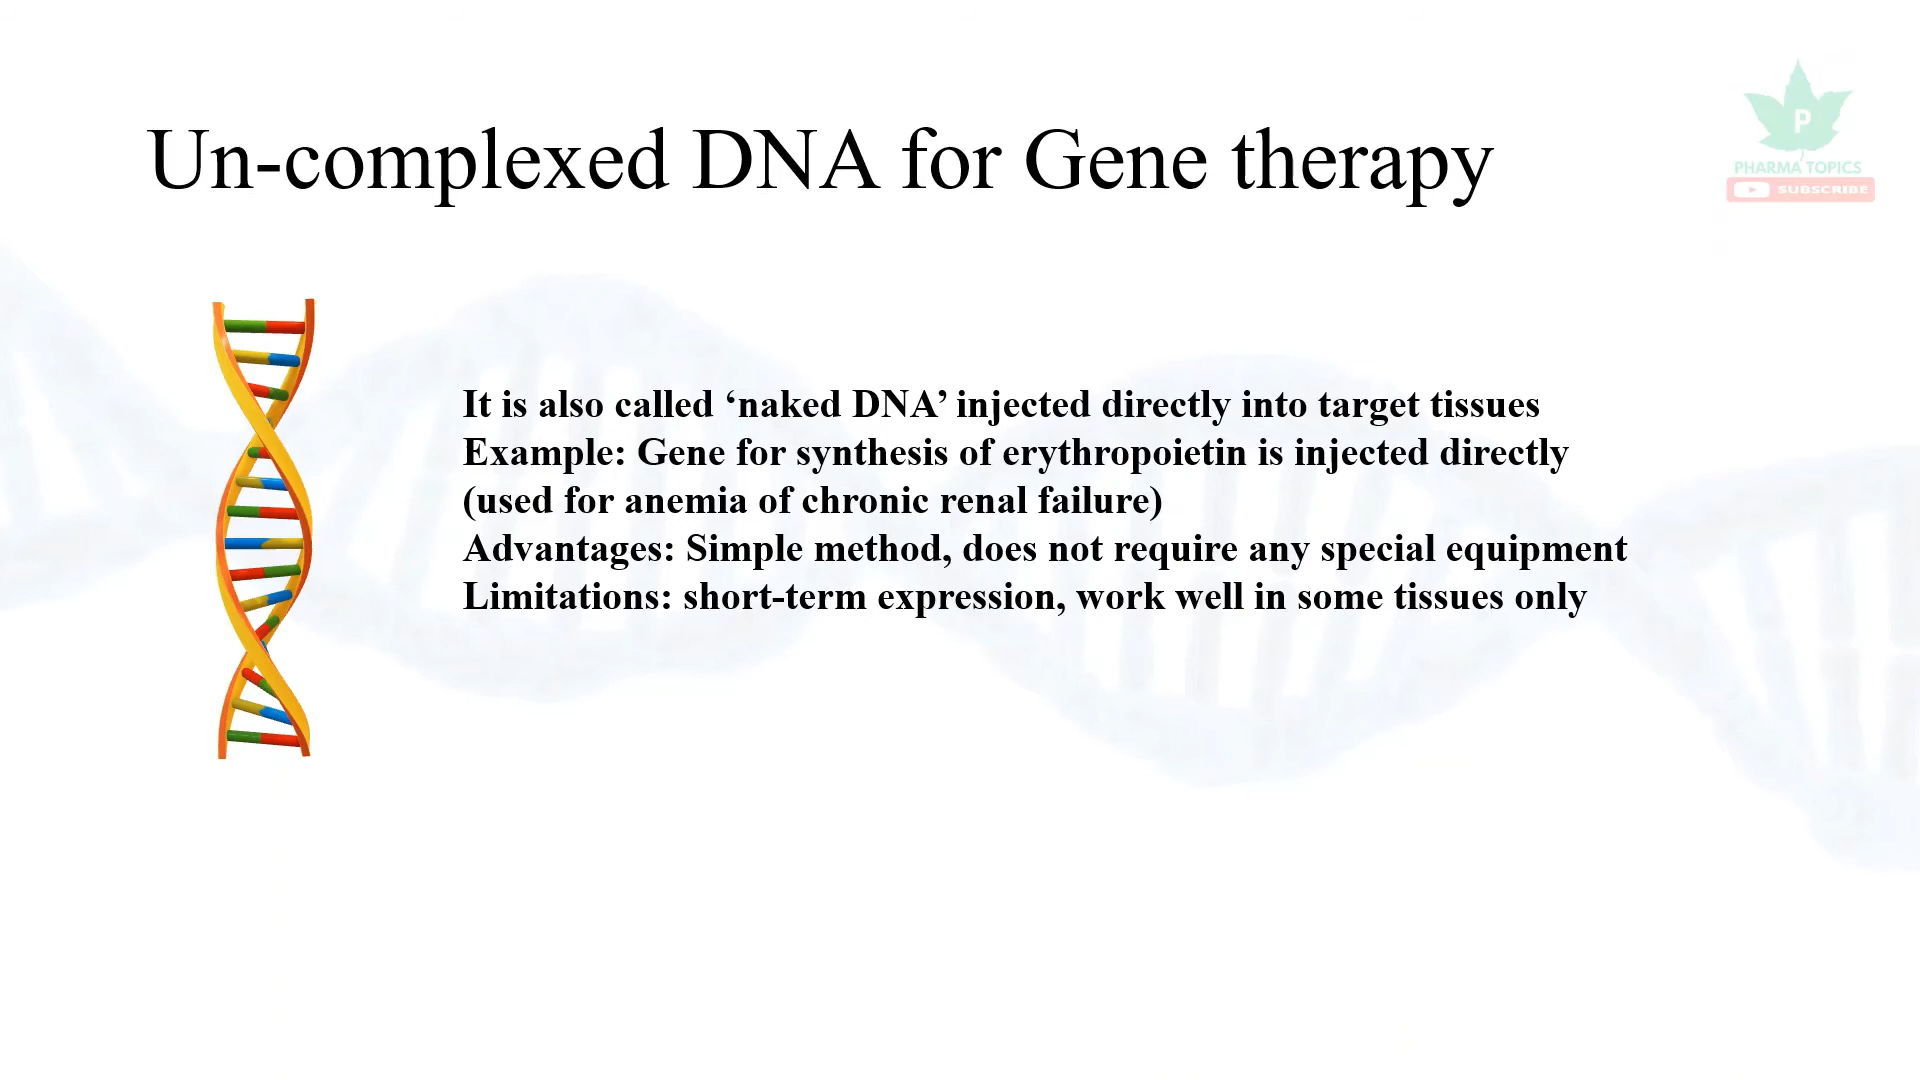 Un-complexed DNA for Gene therapy
P
PHARMA TOPICS
SUBSCRIBE
It is also called ‘naked DNA’ injected directly into target tissues
Example: Gene for synthesis of erythropoietin is injected directly
(used for anemia of chronic renal failure)
Advantages: Simple method, does not require any special equipment
Limitations: short-term expression, work well in some tissues only